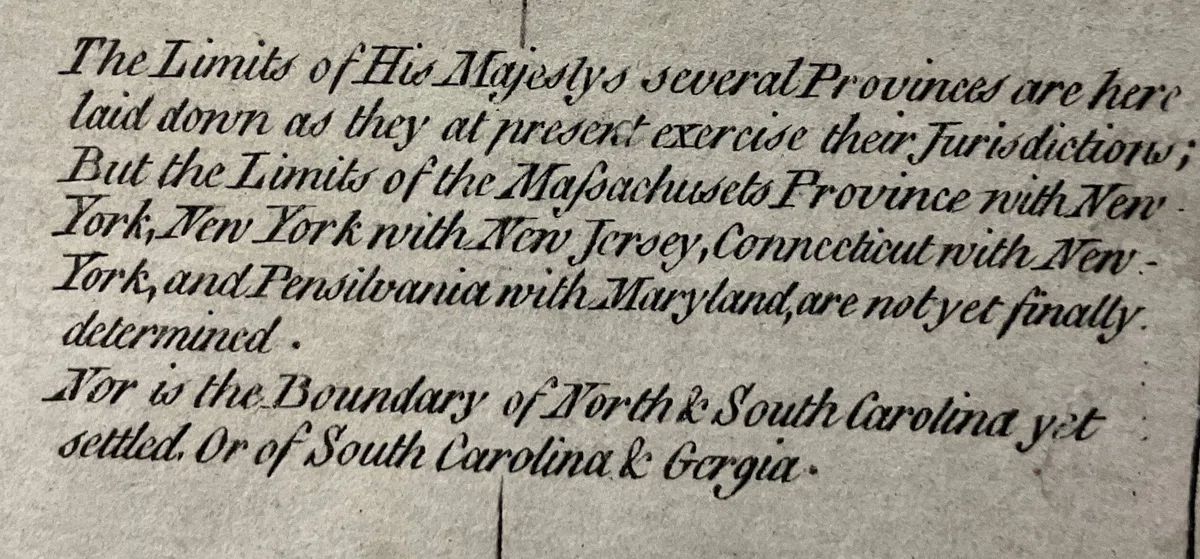 The Limits of His Majestys several Provinces are here
laid down as they at present exercise their Jurisdictions;
But the Limits of the Maſsachusets Province with New
York, New York with New Jersey, Connecticut with New-
York, and Pensilvania with Maryland, are not yet finally
determined.
Nor is the Boundary of North & South Carolina yet
settled. Or of South Carolina & Gorgia.